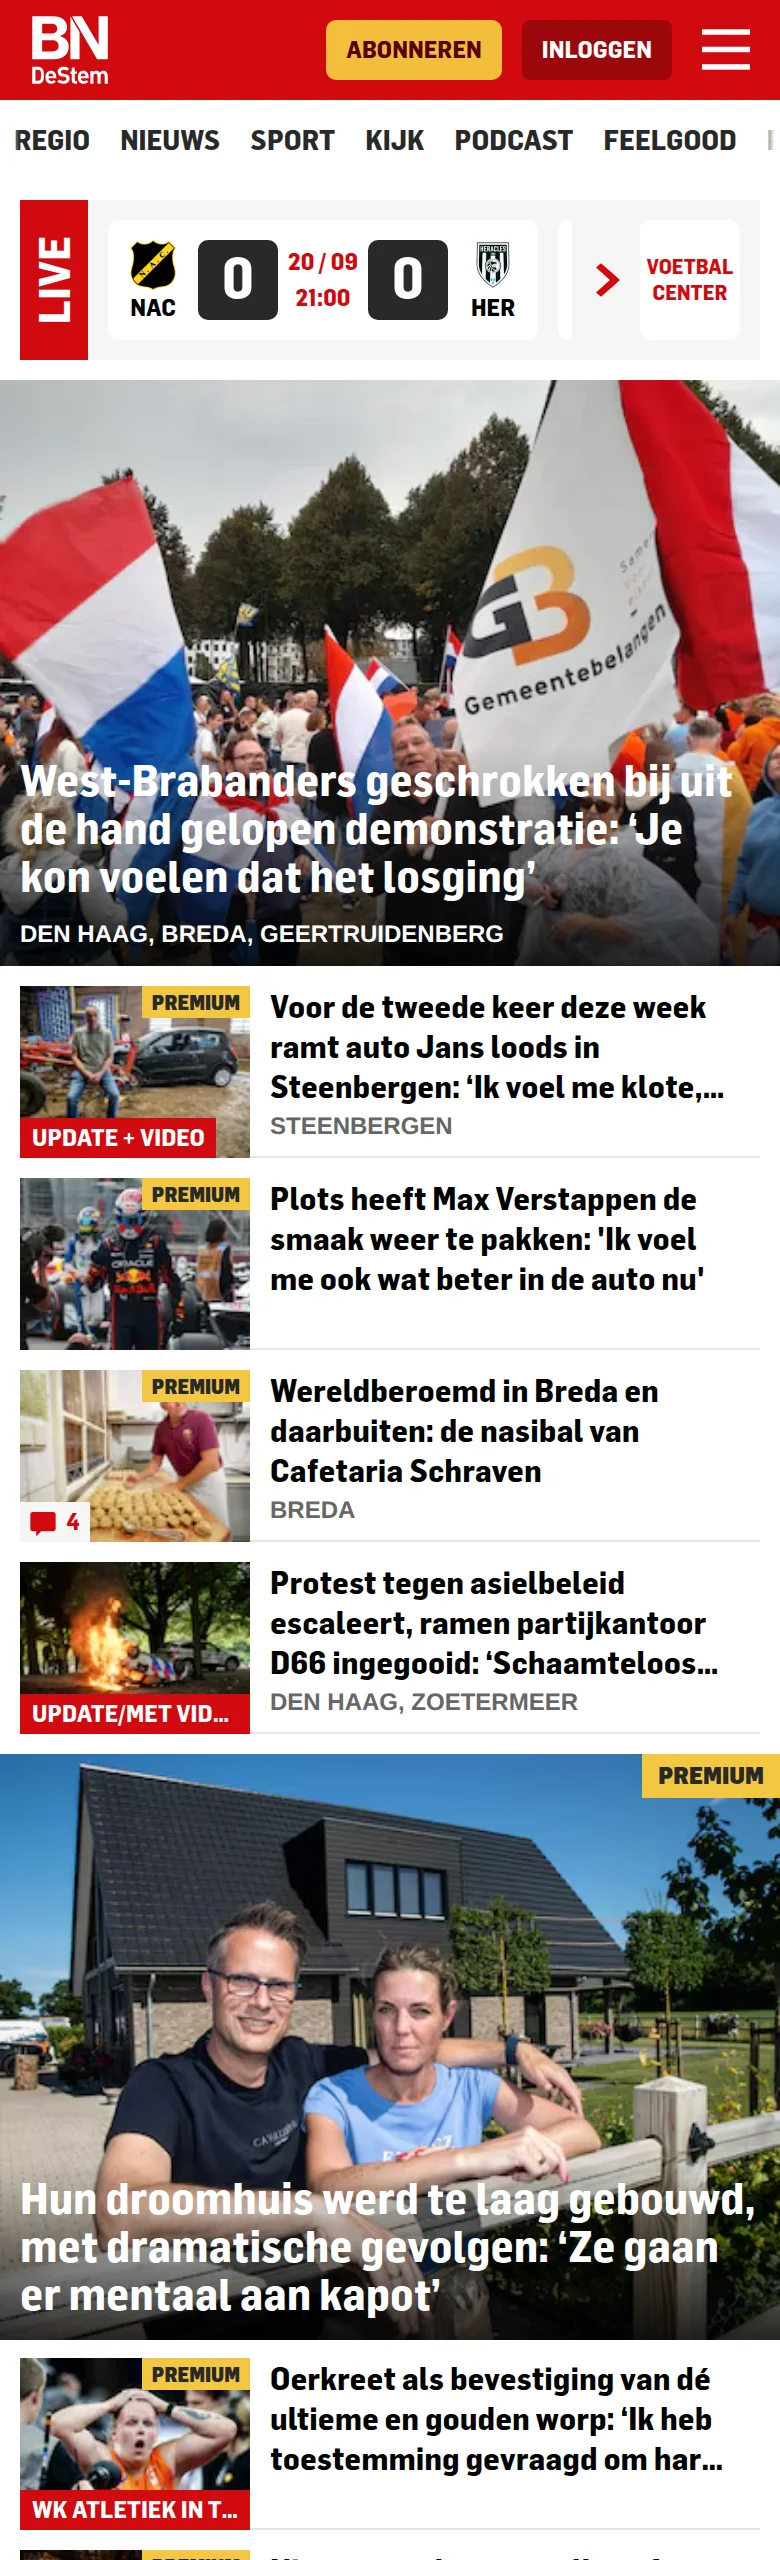 BN
DeStem
ABONNEREN
INLOGGEN
REGIO NIEUWS SPORT KIJK PODCAST FEELGOOD
LIVE
NAC
0
20 / 09
21:00
0
HERACLES
HER
VOETBAL
CENTER
GB
Gemeentebelangen
West-Brabanders geschrokken bij uit
de hand gelopen demonstratie: ‘Je
kon voelen dat het losging’
DEN HAAG, BREDA, GEERTRUIDENBERG
PREMIUM
UPDATE + VIDEO
Voor de tweede keer deze week
ramt auto Jans loods in
Steenbergen: ‘Ik voel me klote,...
STEENBERGEN
PREMIUM
ORACLE
Plots heeft Max Verstappen de
smaak weer te pakken: 'Ik voel
me ook wat beter in de auto nu'
PREMIUM
4
Wereldberoemd in Breda en
daarbuiten: de nasibal van
Cafetaria Schraven
BREDA
UPDATE/MET VID...
Protest tegen asielbeleid
escaleert, ramen partijkantoor
D66 ingegooid: ‘Schaamteloos...
DEN HAAG, ZOETERMEER
PREMIUM
Hun droomhuis werd te laag gebouwd,
met dramatische gevolgen: ‘Ze gaan
er mentaal aan kapot’
PREMIUM
WK ATLETIEK IN T...
Oerkreet als bevestiging van dé
ultieme en gouden worp: ‘Ik heb
toestemming gevraagd om har...